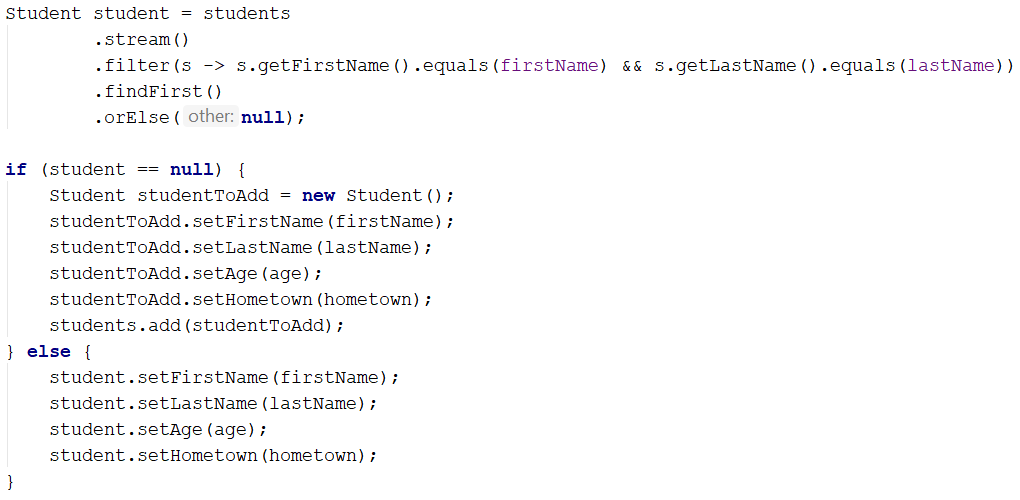 Student student = students
        .stream()
        .filter(s -> s.getFirstName().equals(firstName) && s.getLastName().equals(lastName))
        .findFirst()
        .orElse( other: null);

if (student == null) {
    Student studentToAdd = new Student();
    studentToAdd.setFirstName(firstName);
    studentToAdd.setLastName(lastName);
    studentToAdd.setAge(age);
    studentToAdd.setHometown(hometown);
    students.add(studentToAdd);
} else {
    student.setFirstName(firstName);
    student.setLastName(lastName);
    student.setAge(age);
    student.setHometown(hometown);
}